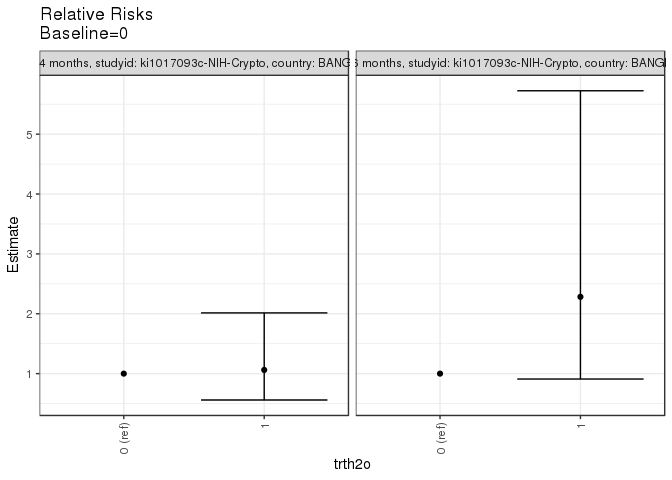 Relative Risks
Baseline=0
4 months, studyid: ki1017093c-NIH-Crypto, country: BANG
6 months, studyid: ki1017093c-NIH-Crypto, country: BANG
Estimate
5
4
3
2
1
0 (ref)
1
0 (ref)
1
trth2o